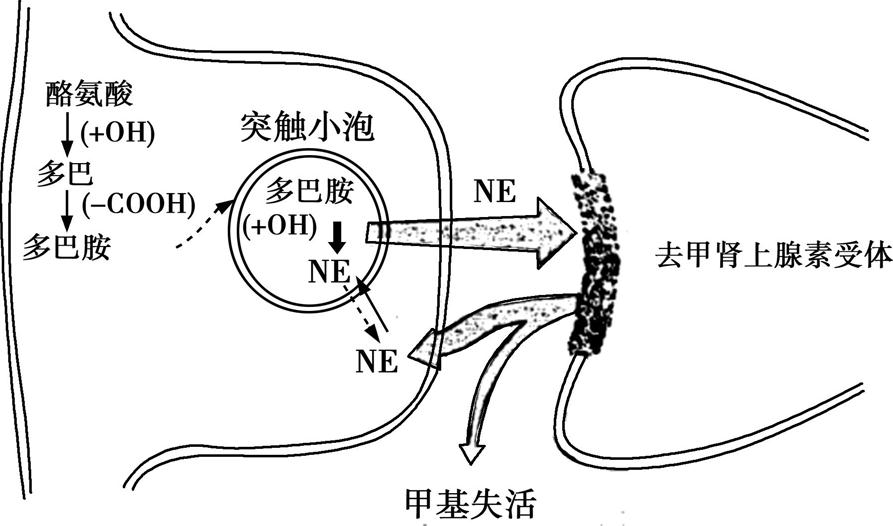 酪氨酸
(+OH)
多巴
(–COOH)
多巴胺
突触小泡
多巴胺
(+OH)
NE
NE
NE
去甲肾上腺素受体
甲基失活